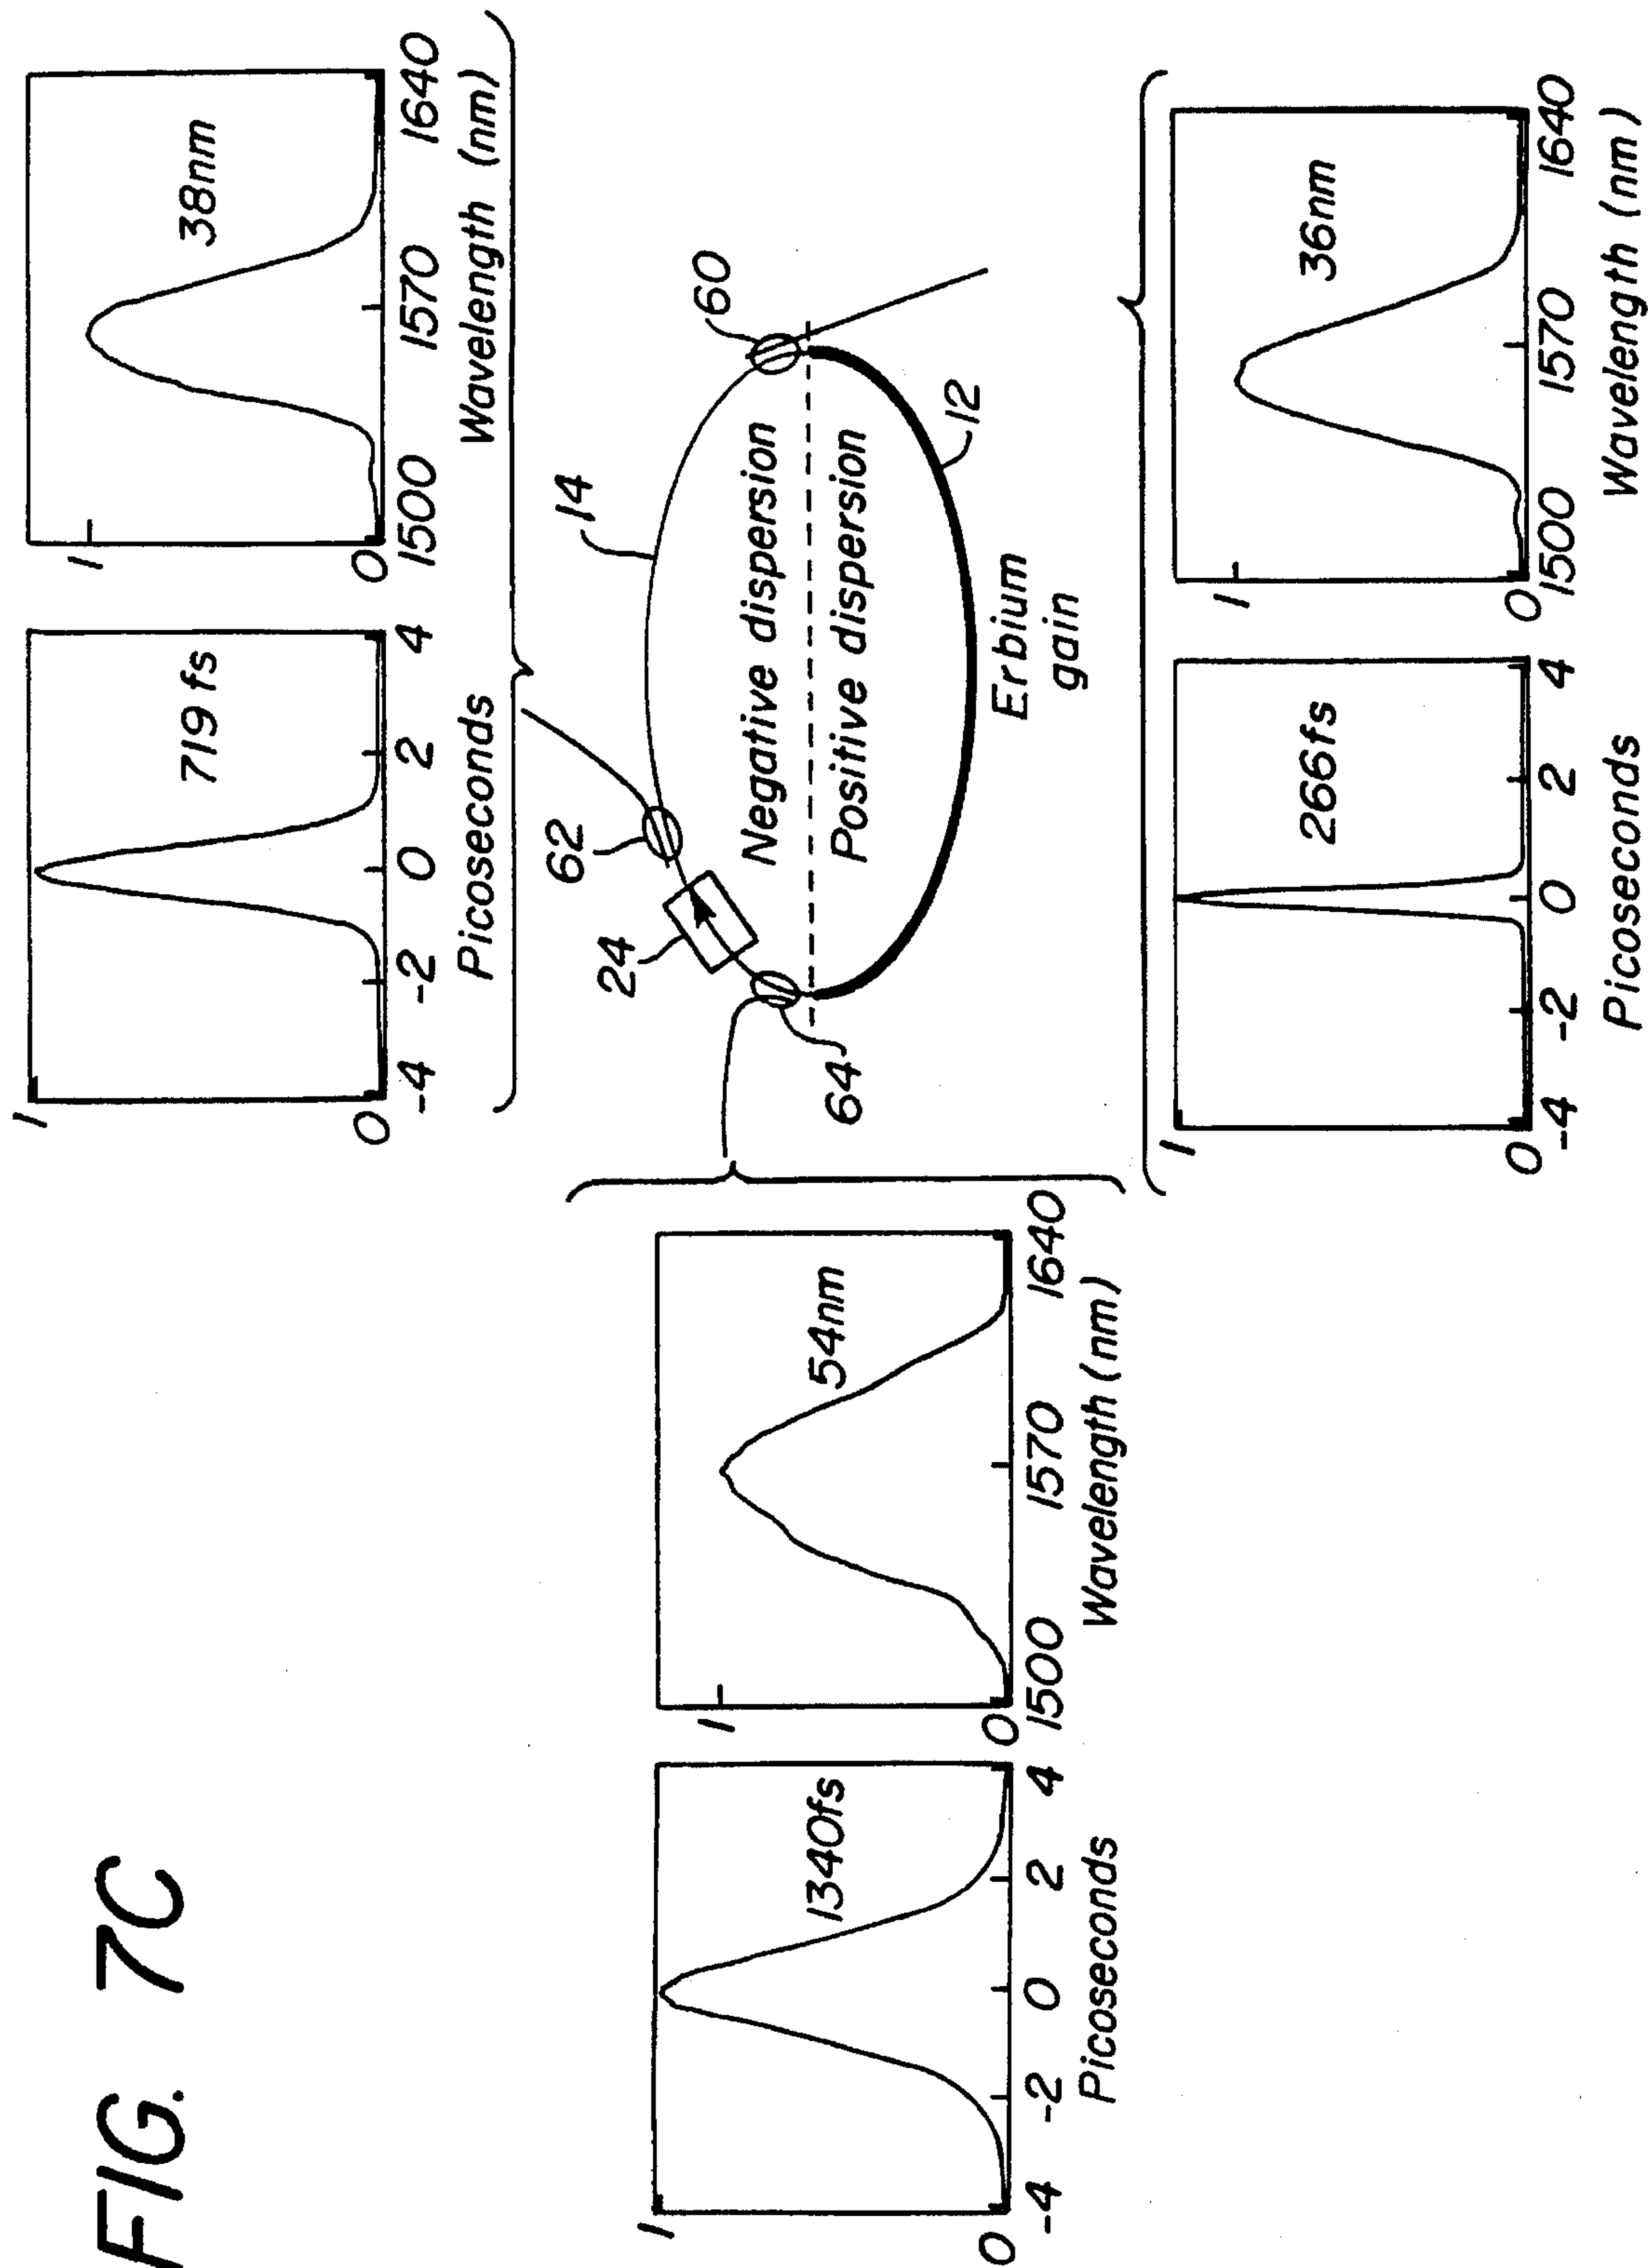 FIG. 7C
1
719 fs
0
-4 -2 0 2 4
Picoseconds
1
38nm
0
1500 1570 1640
Wavelength (nm)
1
1340fs
0
-4 -2 0 2 4
Picoseconds
1
54nm
0
1500 1570 1640
Wavelength (nm)
14
62
24
60
Negative dispersion
Positive dispersion
64
12
Erbium
gain
1
266fs
0
-4 -2 0 2 4
Picoseconds
1
36nm
0
1500 1570 1640
Wavelength (nm)